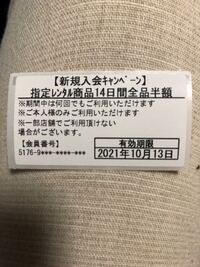 【新規入会ｷｬﾝﾍﾟｰﾝ】
指定ﾚﾝﾀﾙ商品14日間全品半額
※期間中は何回でもご利用いただけます
※ご本人様のみご利用いただけます
※一部店舗でご利用頂けない
場合がございます。
【会員番号】
5176-9***-****-***
有効期限
2021年10月13日